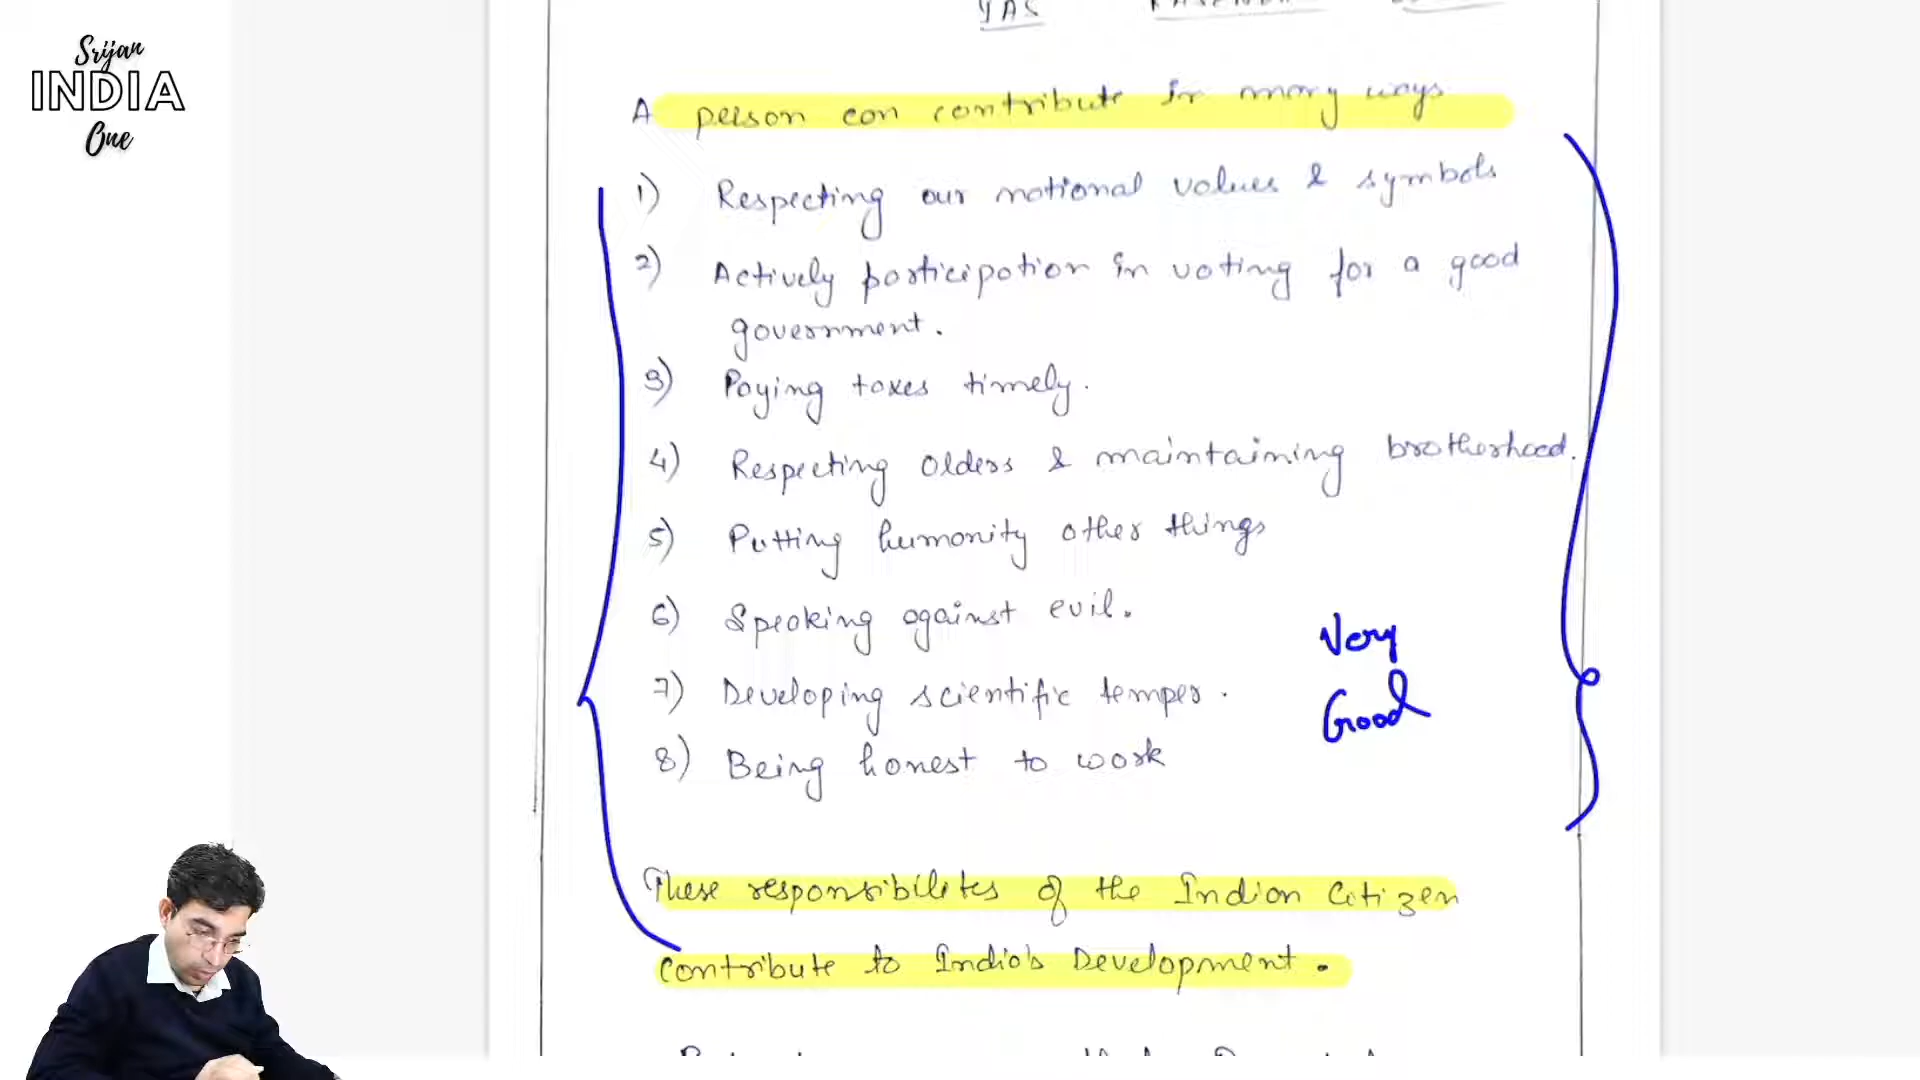 Srijan
INDIA
One
IAS
A person can contribute in many ways
1) Respecting our national values & symbols
2) Actively participation in voting for a good
government.
3) Paying taxes timely.
4) Respecting olders & maintaining brotherhood.
5) Putting humanity other things
6) Speaking against evil.
7) Developing scientific temper.
8) Being honest to work
Very
Good
These responsibilites of the Indian Citizen
contribute to India's Development.